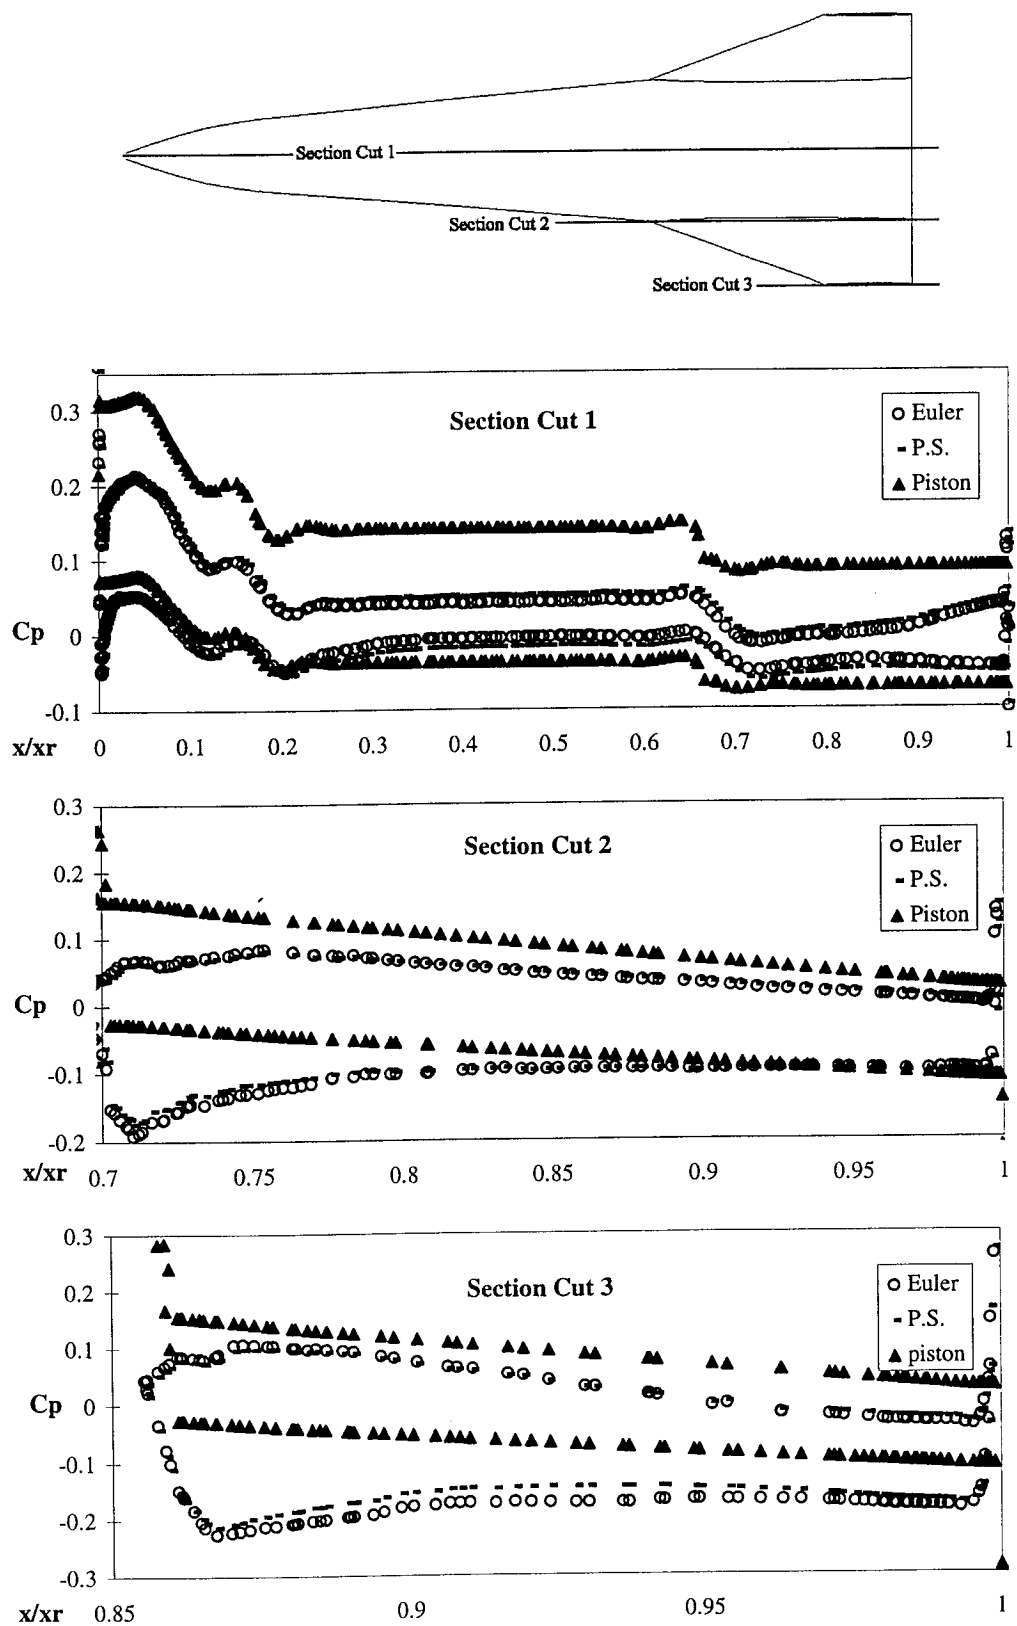 Section Cut 1
Section Cut 2
Section Cut 3
Section Cut 1
Euler
P.S.
Piston
0.3
0.2
0.1
0
-0.1
Cp
x/xr
0 0.1 0.2 0.3 0.4 0.5 0.6 0.7 0.8 0.9 1
Section Cut 2
Euler
P.S.
Piston
0.3
0.2
0.1
0
-0.1
-0.2
Cp
x/xr
0.7 0.75 0.8 0.85 0.9 0.95 1
Section Cut 3
Euler
P.S.
piston
0.3
0.2
0.1
0
-0.1
-0.2
-0.3
Cp
x/xr
0.85 0.9 0.95 1